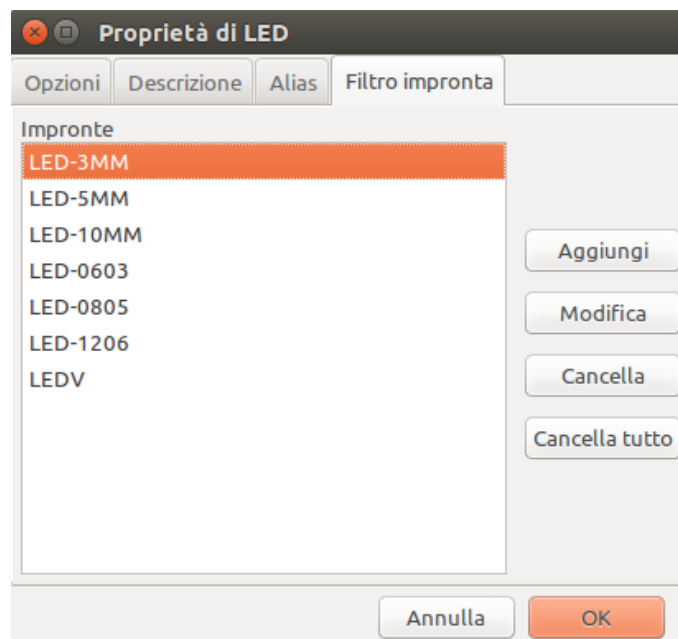 Proprietà di LED
Opzioni Descrizione Alias Filtro impronta
Impronte
LED-3MM
LED-5MM
LED-10MM
LED-0603
LED-0805
LED-1206
LEDV
Aggiungi
Modifica
Cancella
Cancella tutto
Annulla OK